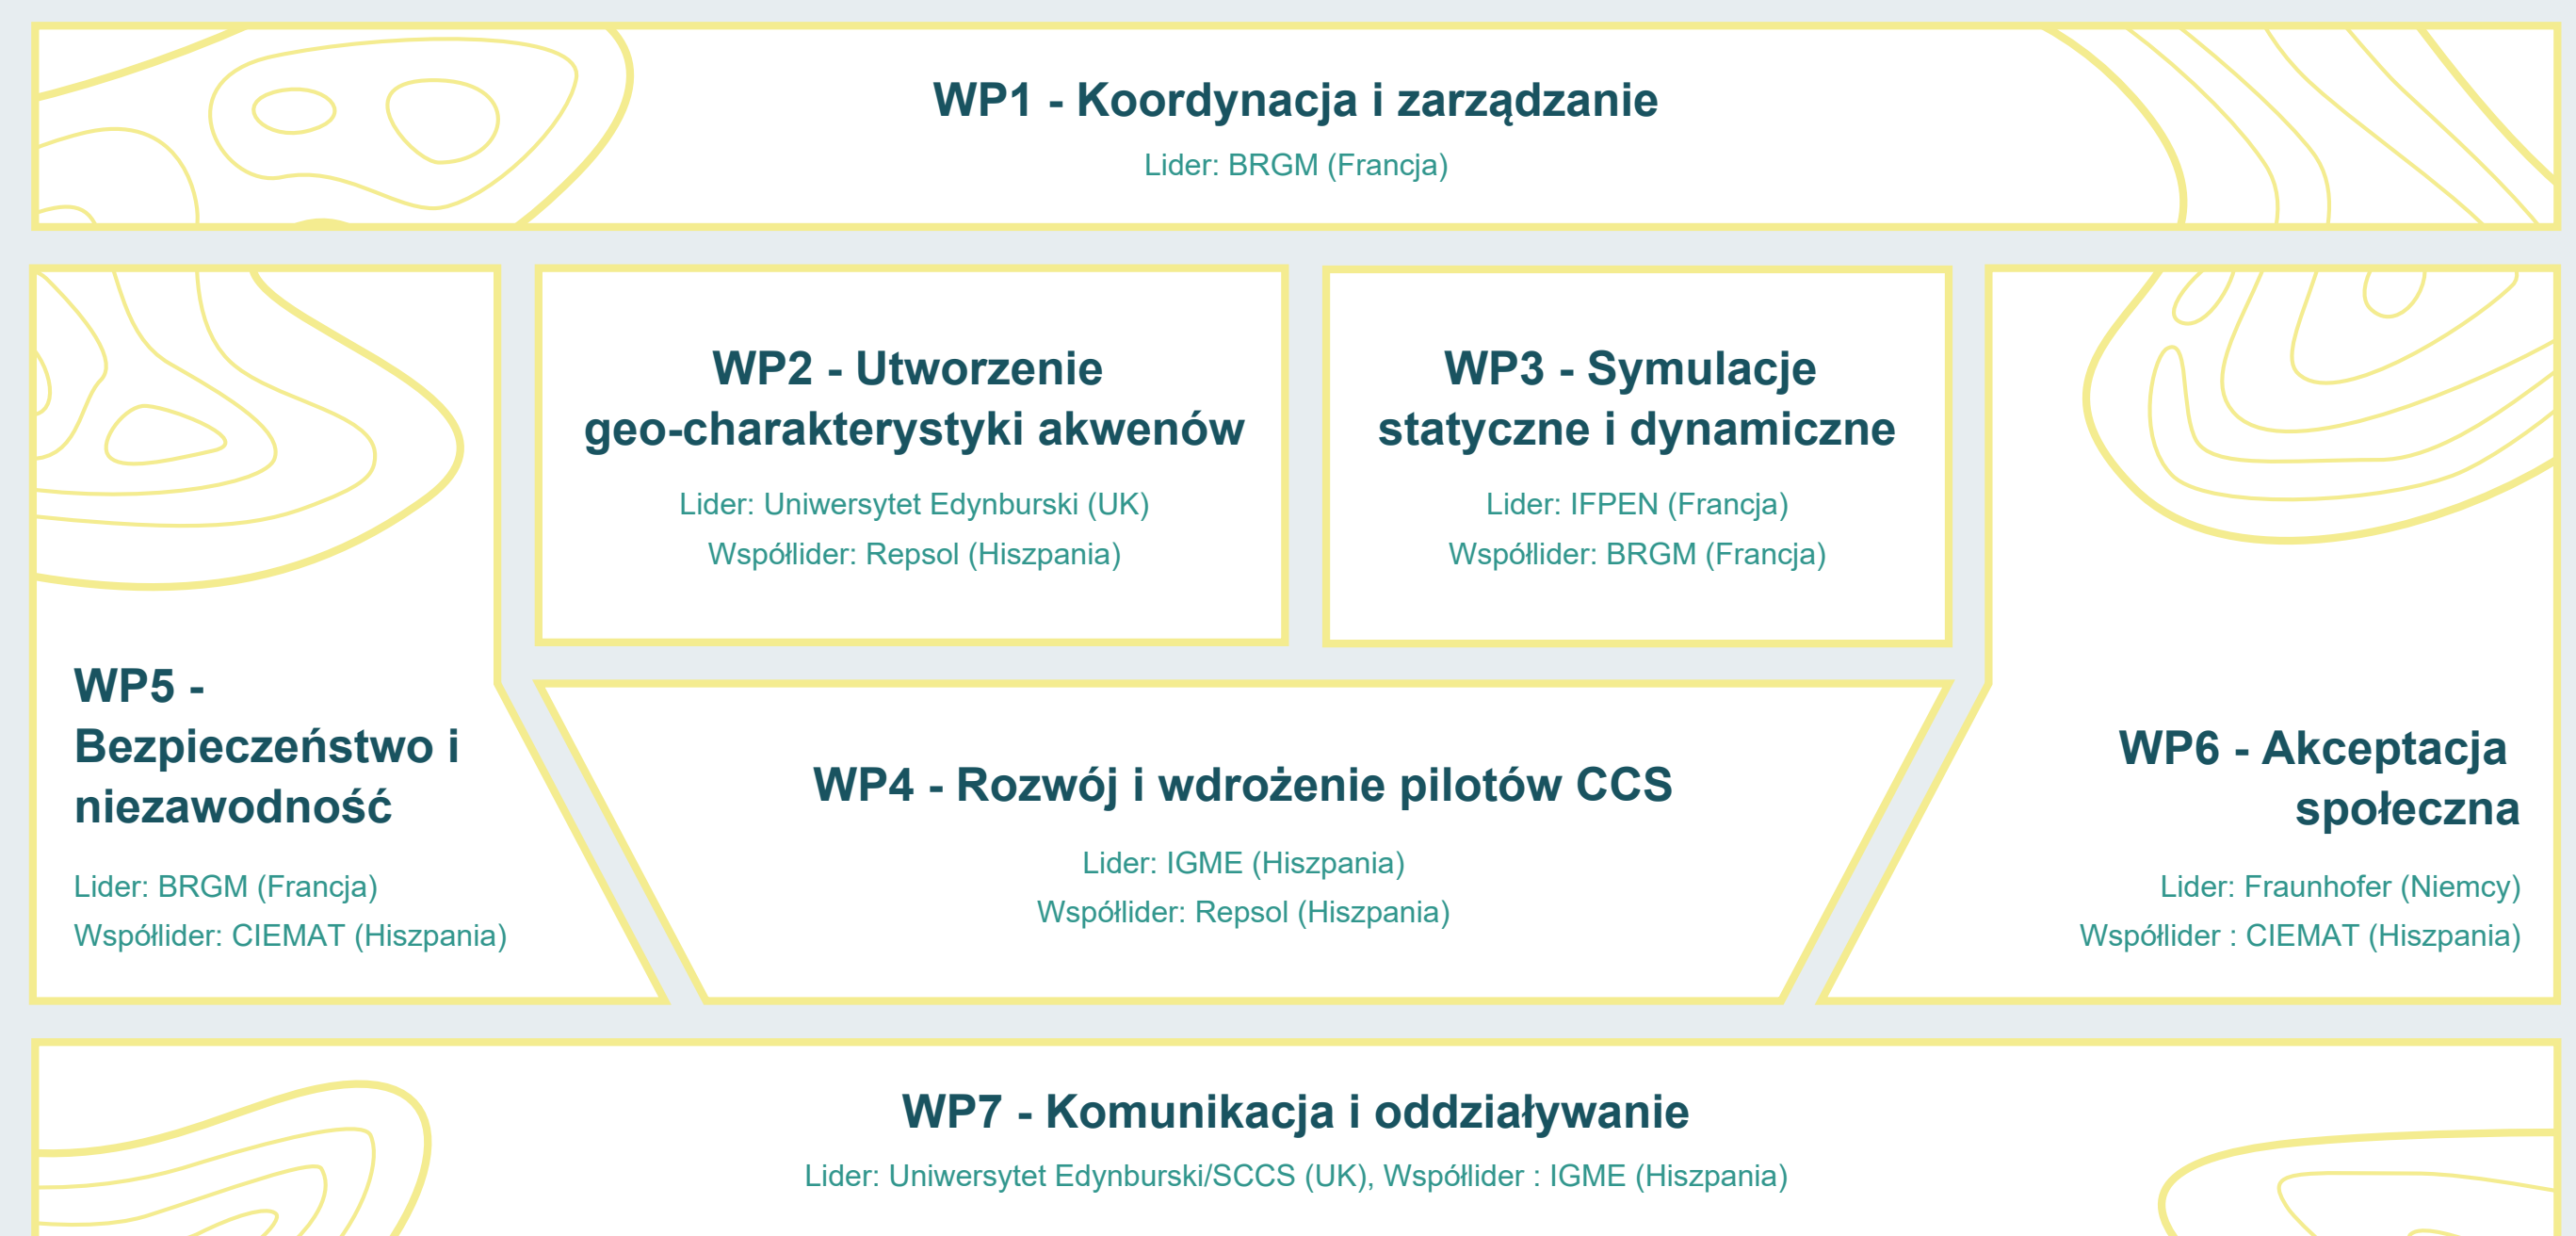 WP1 - Koordynacja i zarządzanie
Lider: BRGM (Francja)
WP2 - Utworzenie
geo-charakterystyki akwenów
Lider: Uniwersytet Edynburski (UK)
Współlider: Repsol (Hiszpania)
WP3 - Symulacje
statyczne i dynamiczne
Lider: IFPEN (Francja)
Współlider: BRGM (Francja)
WP5 -
Bezpieczeństwo i
niezawodność
Lider: BRGM (Francja)
Współlider: CIEMAT (Hiszpania)
WP4 - Rozwój i wdrożenie pilotów CCS
Lider: IGME (Hiszpania)
Współlider: Repsol (Hiszpania)
WP6 - Akceptacja
społeczna
Lider: Fraunhofer (Niemcy)
Współlider : CIEMAT (Hiszpania)
WP7 - Komunikacja i oddziaływanie
Lider: Uniwersytet Edynburski/SCCS (UK), Współlider : IGME (Hiszpania)